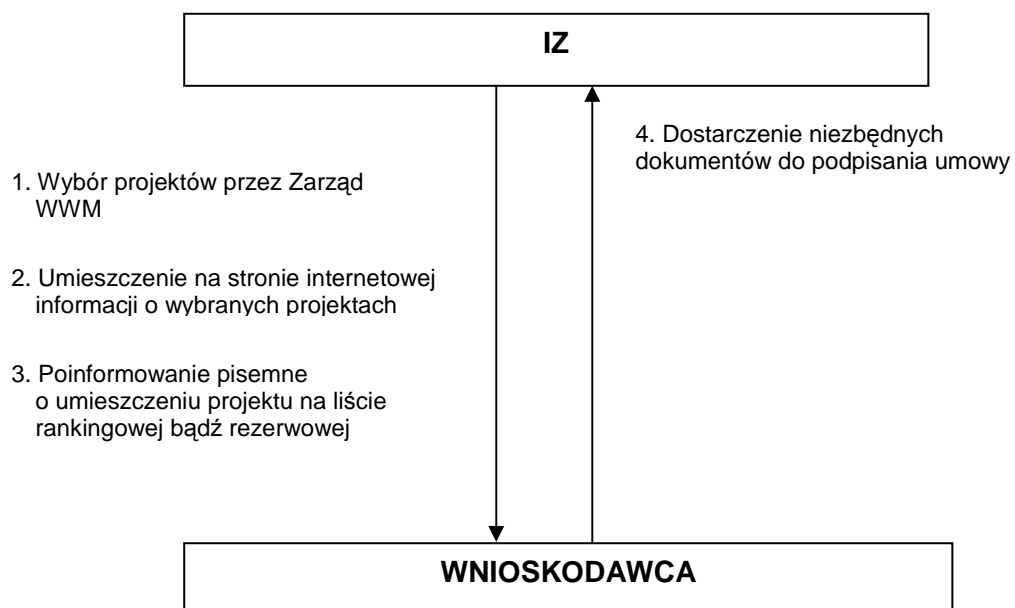 IZ
4. Dostarczenie niezbędnych
dokumentów do podpisania umowy
1. Wybór projektów przez Zarząd
WWM
2. Umieszczenie na stronie internetowej
informacji o wybranych projektach
3. Poinformowanie pisemne
o umieszczeniu projektu na liście
rankingowej bądź rezerwowej
WNIOSKODAWCA